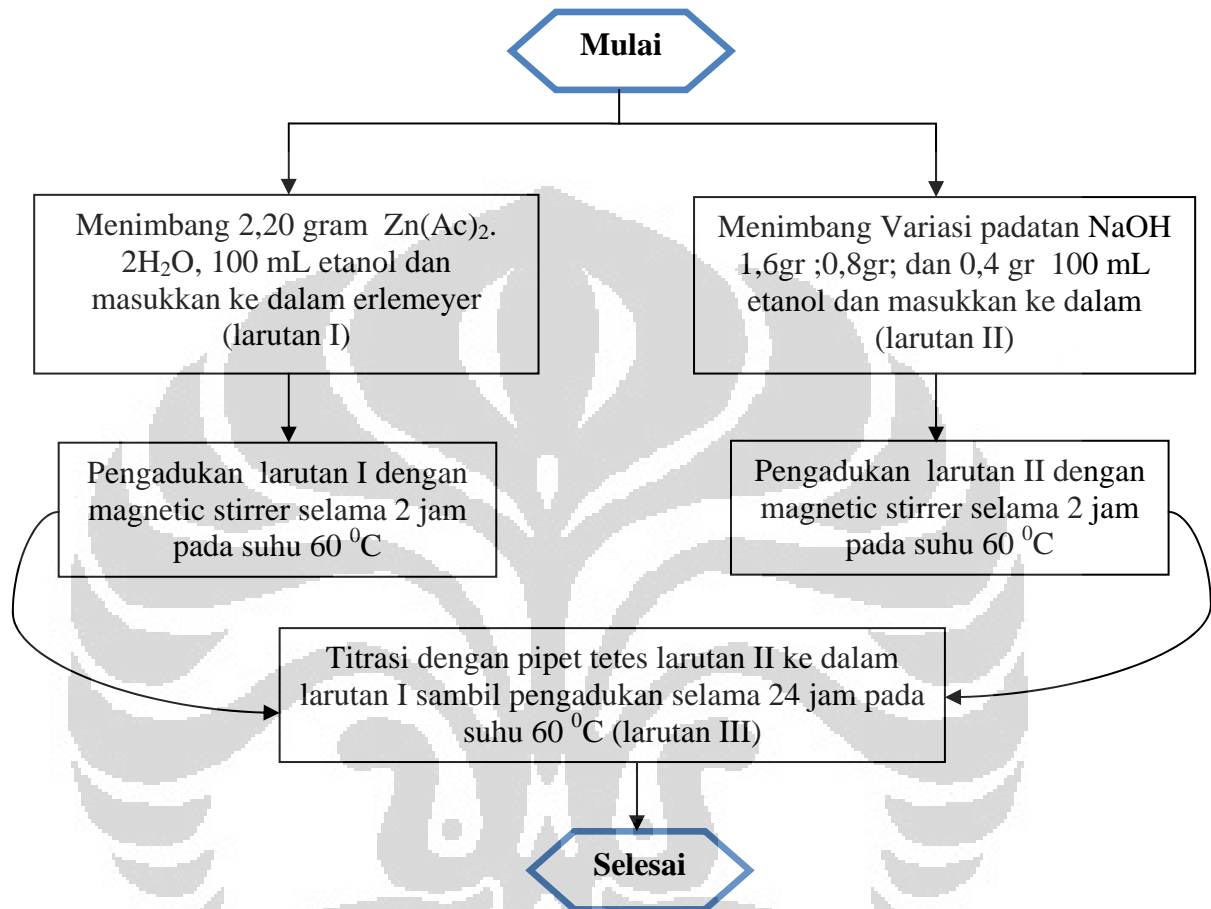 Mulai
Menimbang 2,20 gram Zn(Ac)₂.
2H₂O, 100 mL etanol dan
masukkan ke dalam erlemeyer
(larutan I)
Menimbang Variasi padatan NaOH
1,6gr ;0,8gr; dan 0,4 gr 100 mL
etanol dan masukkan ke dalam
(larutan II)
Pengadukan larutan I dengan
magnetic stirrer selama 2 jam
pada suhu 60 ⁰C
Pengadukan larutan II dengan
magnetic stirrer selama 2 jam
pada suhu 60 ⁰C
Titrasi dengan pipet tetes larutan II ke dalam
larutan I sambil pengadukan selama 24 jam pada
suhu 60 ⁰C (larutan III)
Selesai